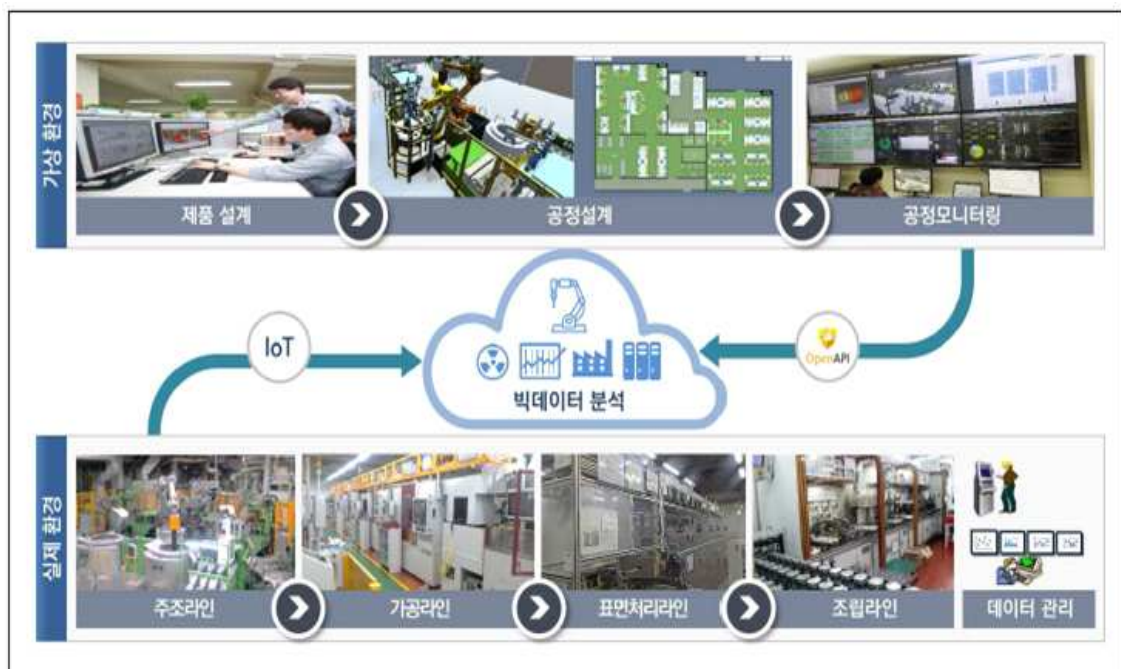 가상 환경
제품 설계
공정설계
공정모니터링
IoT
OpenAPI
빅데이터 분석
실제 환경
주조라인
가공라인
표면처리라인
조립라인
데이터 관리